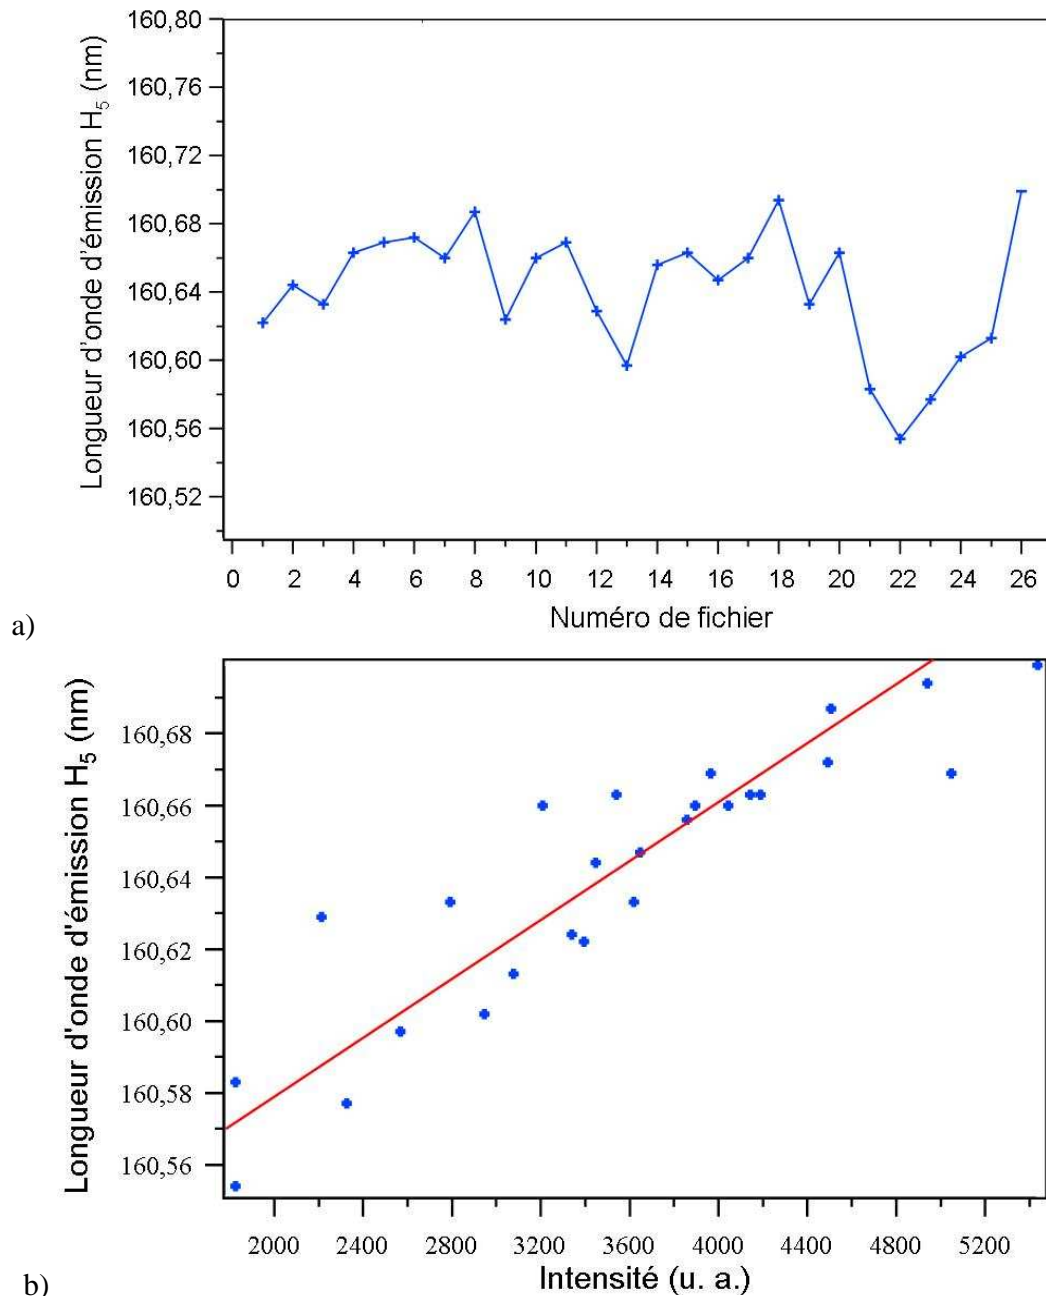 Longueur d'onde d'émission H5 (nm)
160,80
160,76
160,72
160,68
160,64
160,60
160,56
160,52
0 2 4 6 8 10 12 14 16 18 20 22 24 26
Numéro de fichier
a)
Longueur d'onde d'émission H5 (nm)
160,68
160,66
160,64
160,62
160,60
160,58
160,56
2000 2400 2800 3200 3600 4000 4400 4800 5200
Intensité (u. a.)
b)